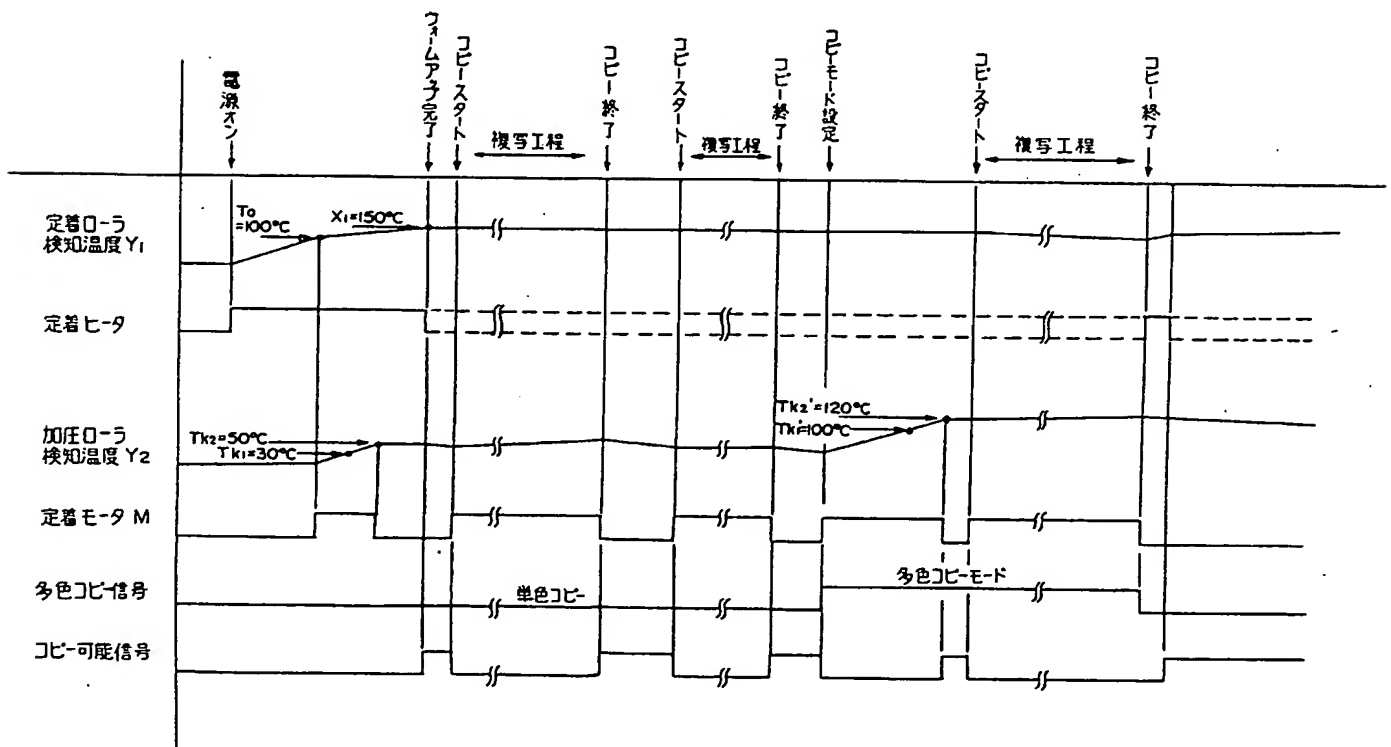 電源オン
ウォームアップ完了
コピースタート
複写工程
コピー終了
コピースタート
複写工程
コピー終了
コピーモード設定
コピースタート
複写工程
コピー終了
定着ローラ
検知温度Y1
T0
=100℃
X1=150℃
定着ヒータ
加圧ローラ
検知温度Y2
Tk2=50℃
Tk1=30℃
Tk2'=120℃
Tk1'=100℃
定着モータ M
多色コピー信号
単色コピー
多色コピーモード
コピー可能信号